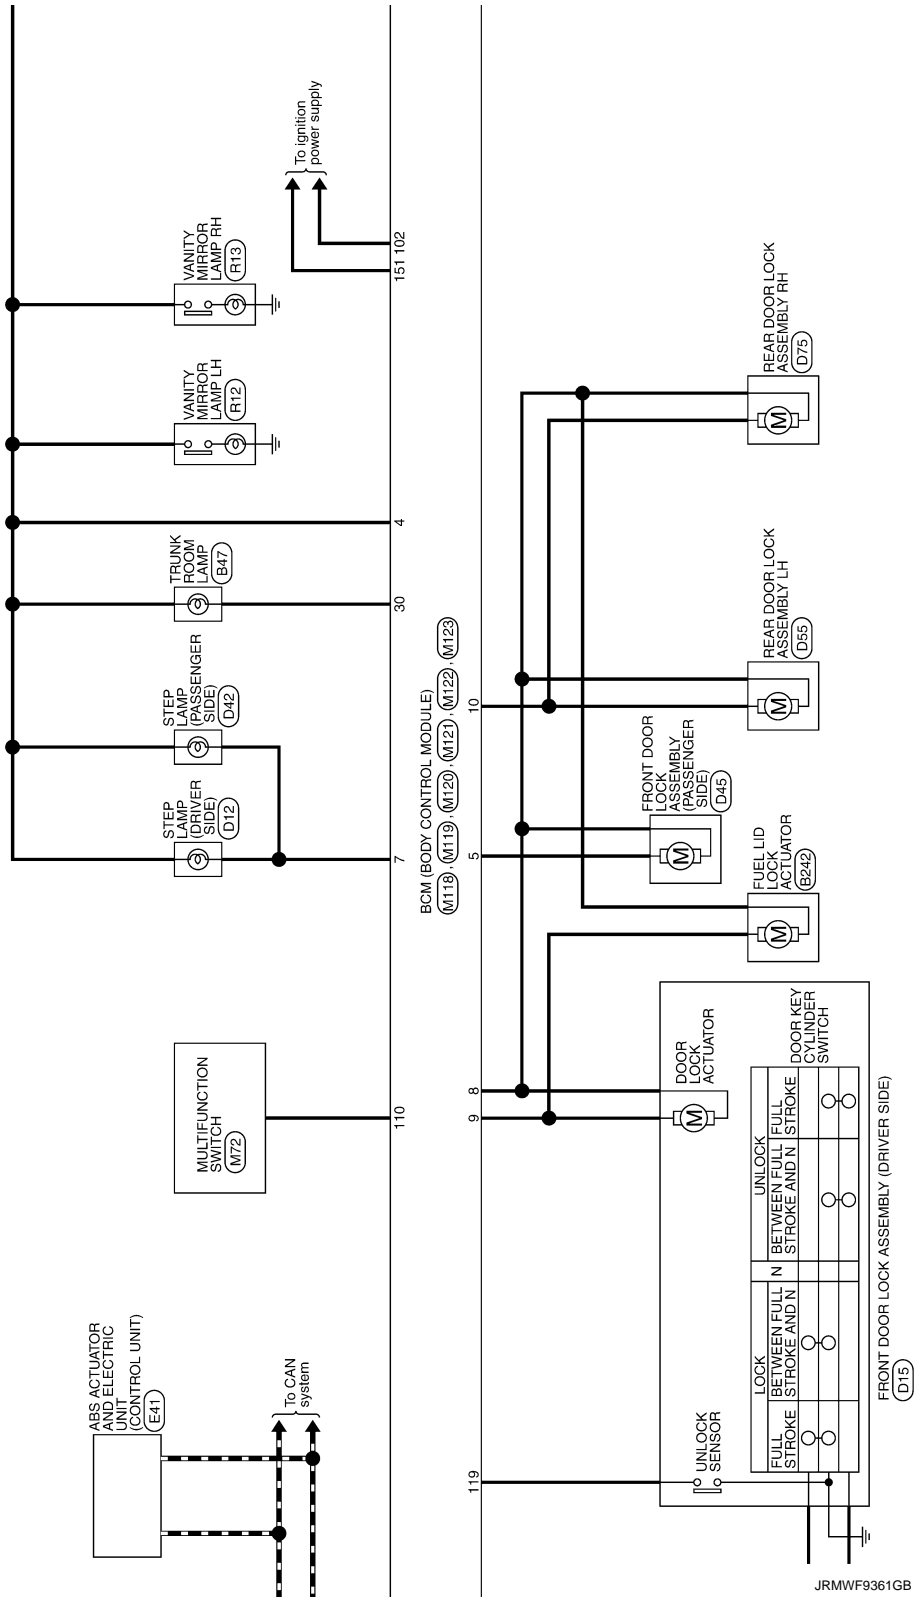 ABS ACTUATOR
AND ELECTRIC
UNIT
(CONTROL UNIT)
E41
To CAN
system
MULTIFUNCTION
SWITCH
M72
110
STEP
LAMP
(DRIVER
SIDE)
D12
7
STEP
LAMP
(PASSENGER
SIDE)
D42
TRUNK
ROOM
LAMP
B47
30
4
VANITY
MIRROR
LAMP LH
R12
VANITY
MIRROR
LAMP RH
R13
151 102
To ignition
power supply
BCM (BODY CONTROL MODULE)
M118 , M119 , M120 , M121 , M122 , M123
119
9
8
5
10
UNLOCK
SENSOR
DOOR
LOCK
ACTUATOR
LOCK
N
UNLOCK
FULL
STROKE
BETWEEN FULL
STROKE AND N
BETWEEN FULL
STROKE AND N
FULL
STROKE
DOOR KEY
CYLINDER
SWITCH
M
FRONT DOOR LOCK ASSEMBLY (DRIVER SIDE)
D15
FUEL LID
LOCK
ACTUATOR
B242
M
FRONT DOOR
LOCK
ASSEMBLY
(PASSENGER
SIDE)
D45
M
REAR DOOR LOCK
ASSEMBLY LH
D55
M
REAR DOOR LOCK
ASSEMBLY RH
D75
M
JRMWF9361GB